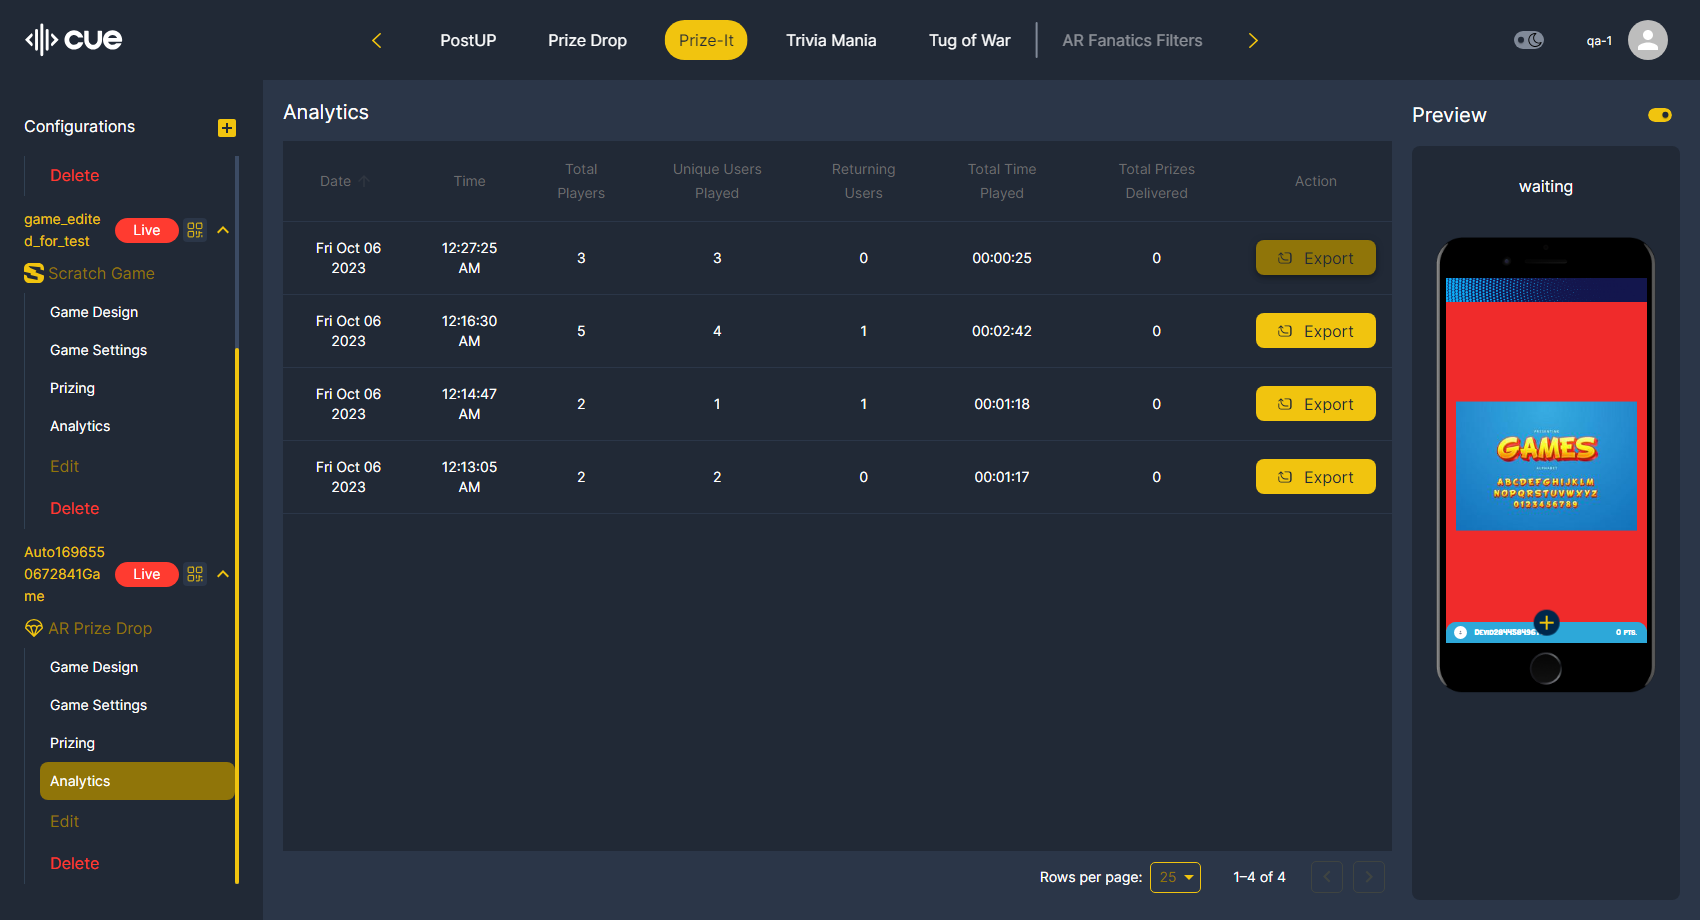 cue
PostUP
Prize Drop
Prize-It
Trivia Mania
Tug of War
AR Fanatics Filters
qa-1
Configurations
Delete
game_edite
d_for_test
Live
Scratch Game
Game Design
Game Settings
Prizing
Analytics
Edit
Delete
Auto169655
0672841Ga
me
Live
AR Prize Drop
Game Design
Game Settings
Prizing
Analytics
Edit
Delete
Analytics
Date Time Total Players Unique Users Played Returning Users Total Time Played Total Prizes Delivered Action
Fri Oct 06 2023 12:27:25 AM 3 3 0 00:00:25 0 Export
Fri Oct 06 2023 12:16:30 AM 5 4 1 00:02:42 0 Export
Fri Oct 06 2023 12:14:47 AM 2 1 1 00:01:18 0 Export
Fri Oct 06 2023 12:13:05 AM 2 2 0 00:01:17 0 Export
Rows per page: 25 1–4 of 4
Preview
waiting
PRESENTING
GAMES
ALPHABET
ABCDEFGHIJKLM
NOPQRSTUVWXYZ
0123456789
0 PTS.